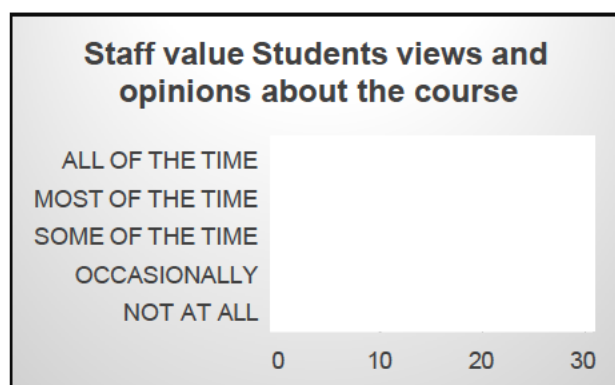 Staff value Students views and
opinions about the course
ALL OF THE TIME
MOST OF THE TIME
SOME OF THE TIME
OCCASIONALLY
NOT AT ALL
0 10 20 30